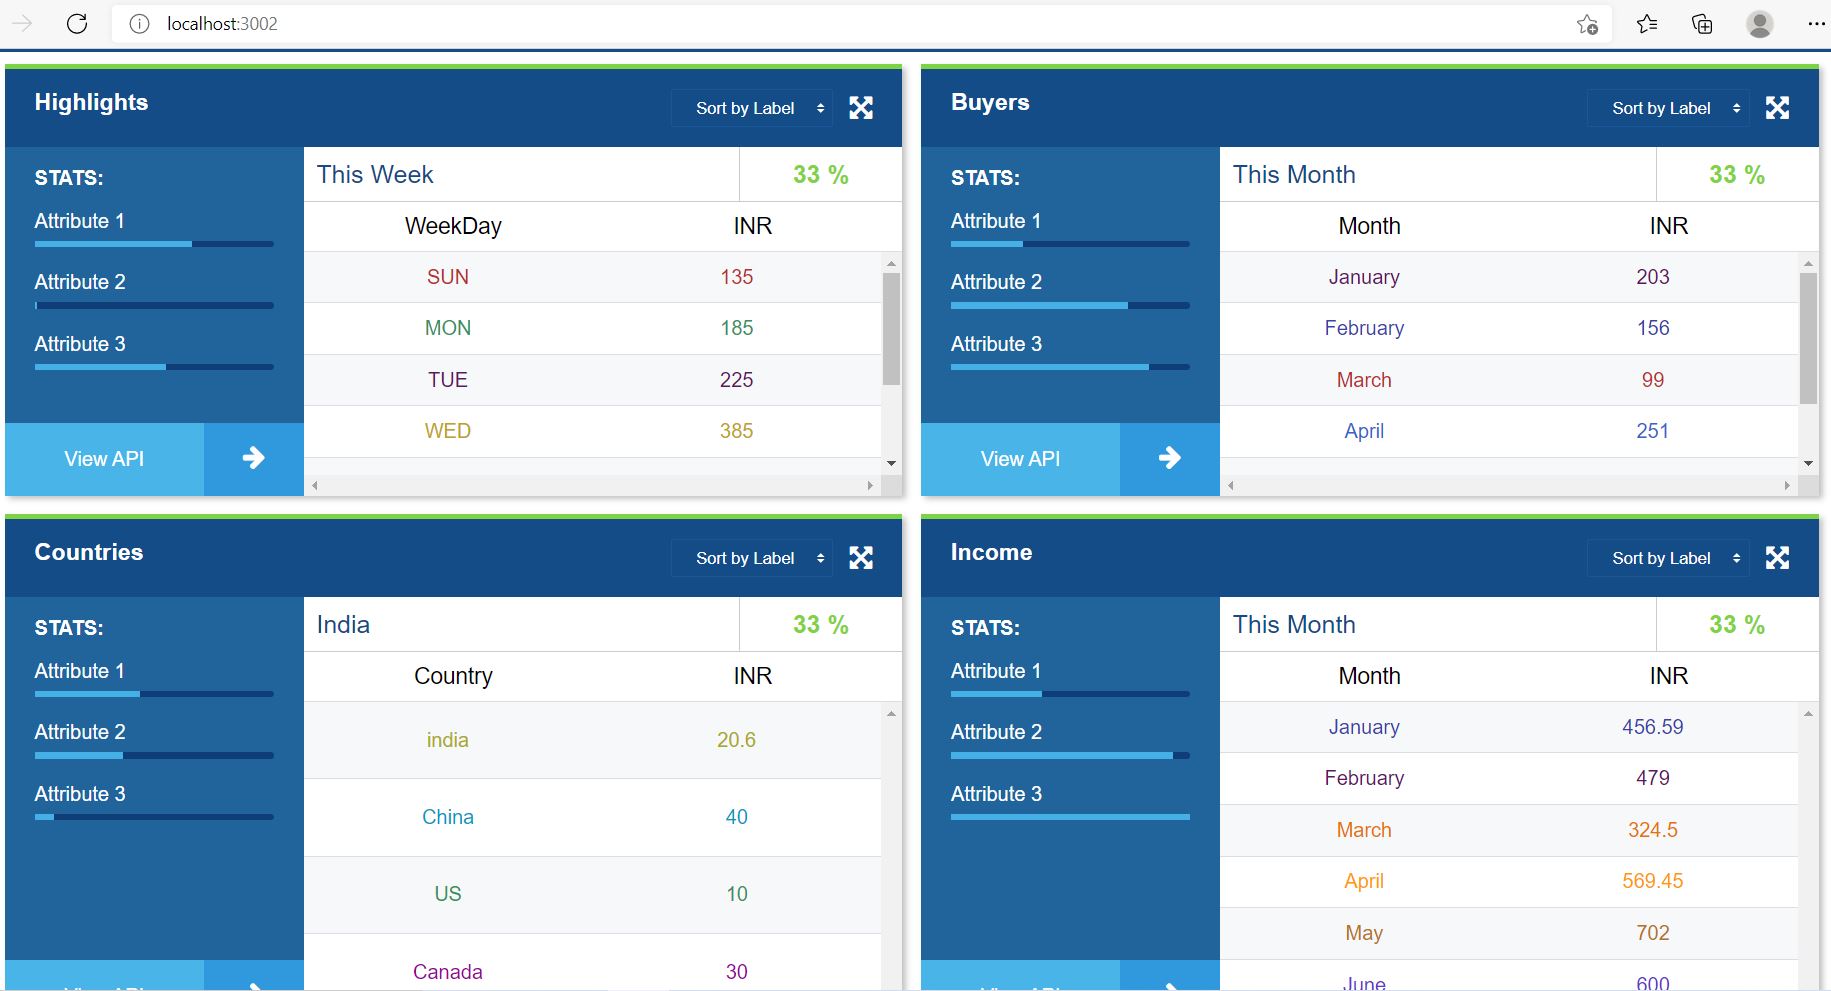 localhost:3002
Highlights
Sort by Label
STATS:
Attribute 1
Attribute 2
Attribute 3
View API
This Week
33 %
WeekDay INR
SUN 135
MON 185
TUE 225
WED 385
Buyers
Sort by Label
STATS:
Attribute 1
Attribute 2
Attribute 3
View API
This Month
33 %
Month INR
January 203
February 156
March 99
April 251
Countries
Sort by Label
STATS:
Attribute 1
Attribute 2
Attribute 3
View API
India
33 %
Country INR
india 20.6
China 40
US 10
Canada 30
Income
Sort by Label
STATS:
Attribute 1
Attribute 2
Attribute 3
View API
This Month
33 %
Month INR
January 456.59
February 479
March 324.5
April 569.45
May 702
June 600